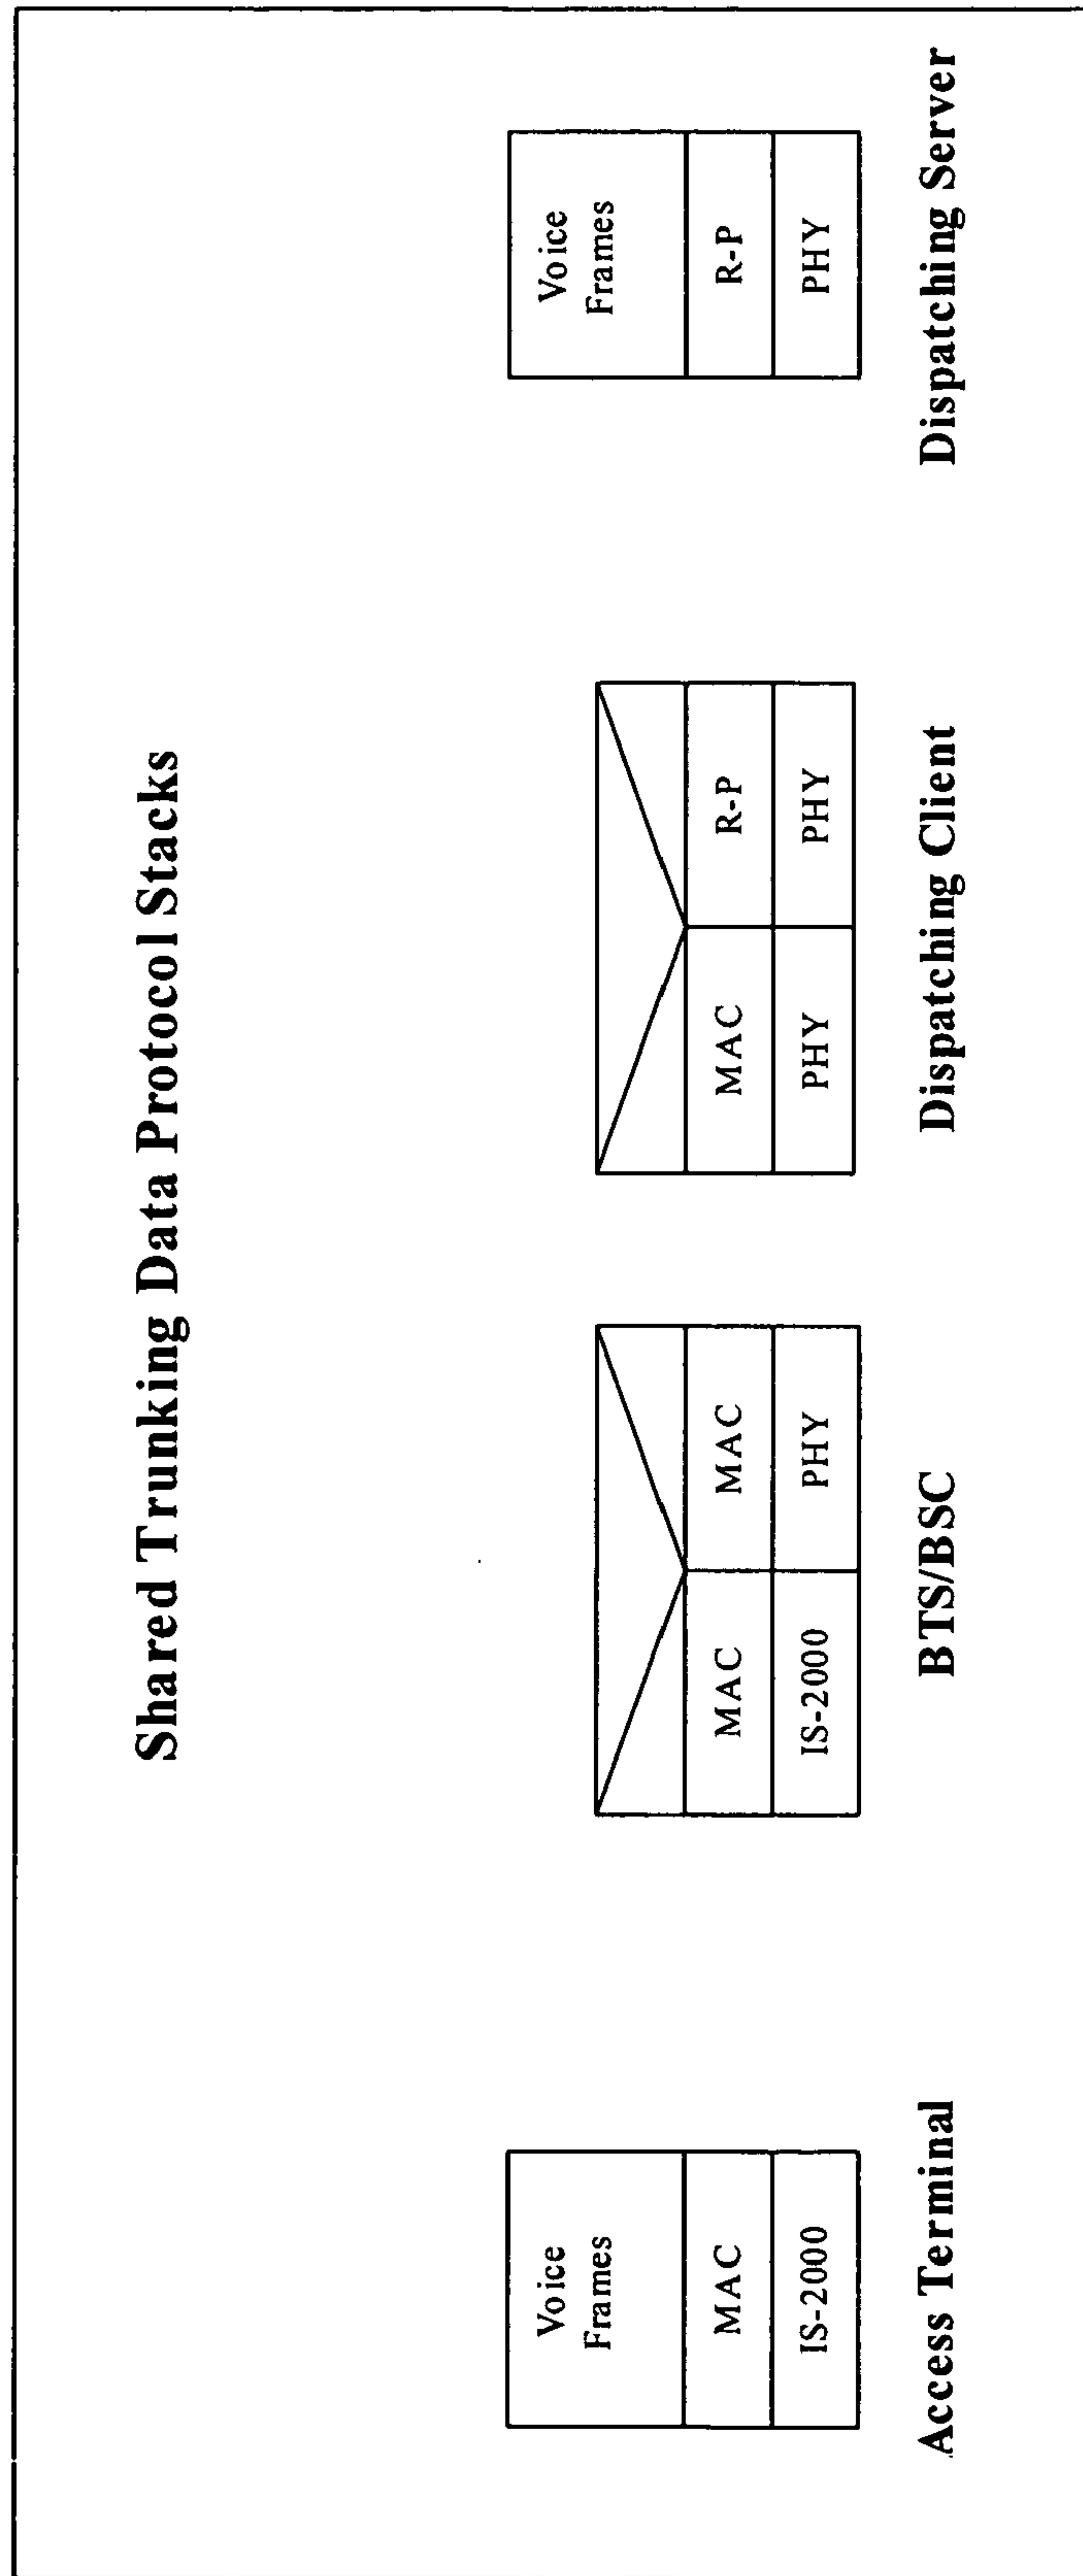 Shared Trunking Data Protocol Stacks
Voice
Frames
MAC
IS-2000
Access Terminal
MAC
MAC
IS-2000
PHY
BTS/BSC
MAC
R-P
PHY
PHY
Dispatching Client
Voice
Frames
R-P
PHY
Dispatching Server